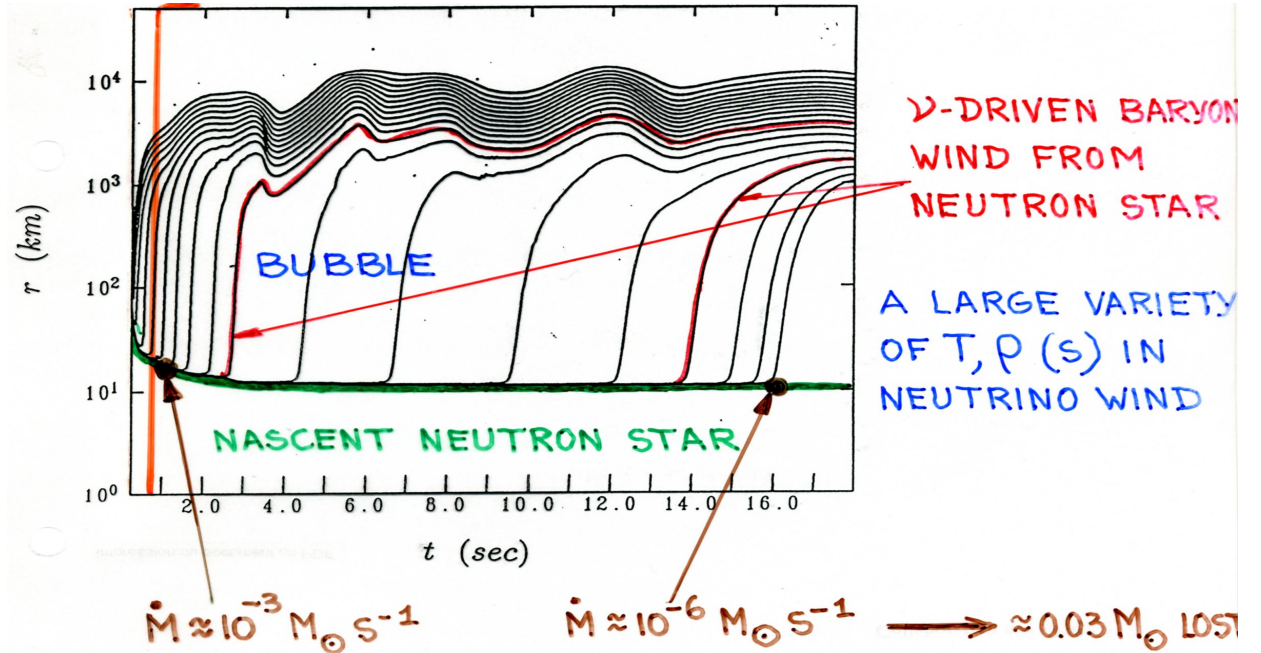 10⁴
10³
10²
10¹
10⁰
r (km)
2.0 4.0 6.0 8.0 10.0 12.0 14.0 16.0
t (sec)
BUBBLE
NASCENT NEUTRON STAR
ν-DRIVEN BARYON
WIND FROM
NEUTRON STAR
A LARGE VARIETY
OF T, ρ (s) IN
NEUTRINO WIND
Ṁ ≈ 10⁻³ M⊙ S⁻¹
Ṁ ≈ 10⁻⁶ M⊙ S⁻¹ → ≈ 0.03 M⊙ LOST